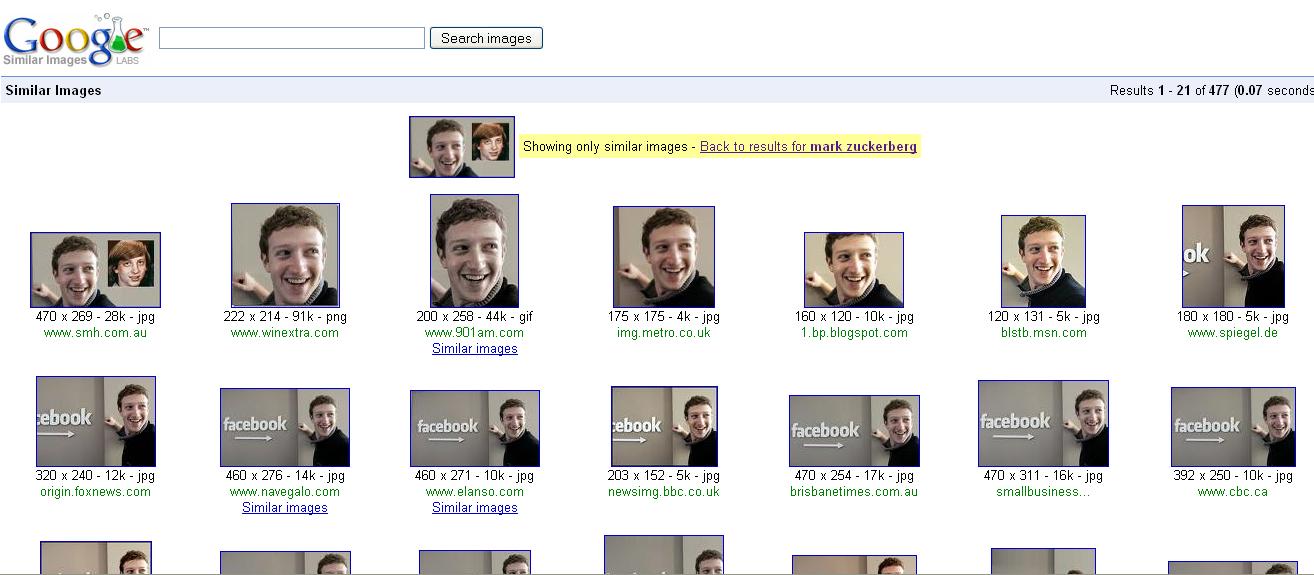 Google™
Similar Images LABS
Search images
Similar Images
Results 1 - 21 of 477 (0.07 seconds
Showing only similar images - Back to results for mark zuckerberg
ok
470 x 269 - 28k - jpg
222 x 214 - 91k - png
200 x 258 - 44k - gif
175 x 175 - 4k - jpg
160 x 120 - 10k - jpg
120 x 131 - 5k - jpg
180 x 180 - 5k - jpg
www.smh.com.au
www.winextra.com
www.901am.com
img.metro.co.uk
1.bp.blogspot.com
blstb.msn.com
www.spiegel.de
Similar images
cebook
facebook
facebook
ebook
facebook
facebook
facebook
320 x 240 - 12k - jpg
460 x 276 - 14k - jpg
460 x 271 - 10k - jpg
203 x 152 - 5k - jpg
470 x 254 - 17k - jpg
470 x 311 - 16k - jpg
392 x 250 - 10k - jpg
origin.foxnews.com
www.navegalo.com
www.elanso.com
newsimg.bbc.co.uk
brisbanetimes.com.au
smallbusiness...
www.cbc.ca
Similar images
Similar images